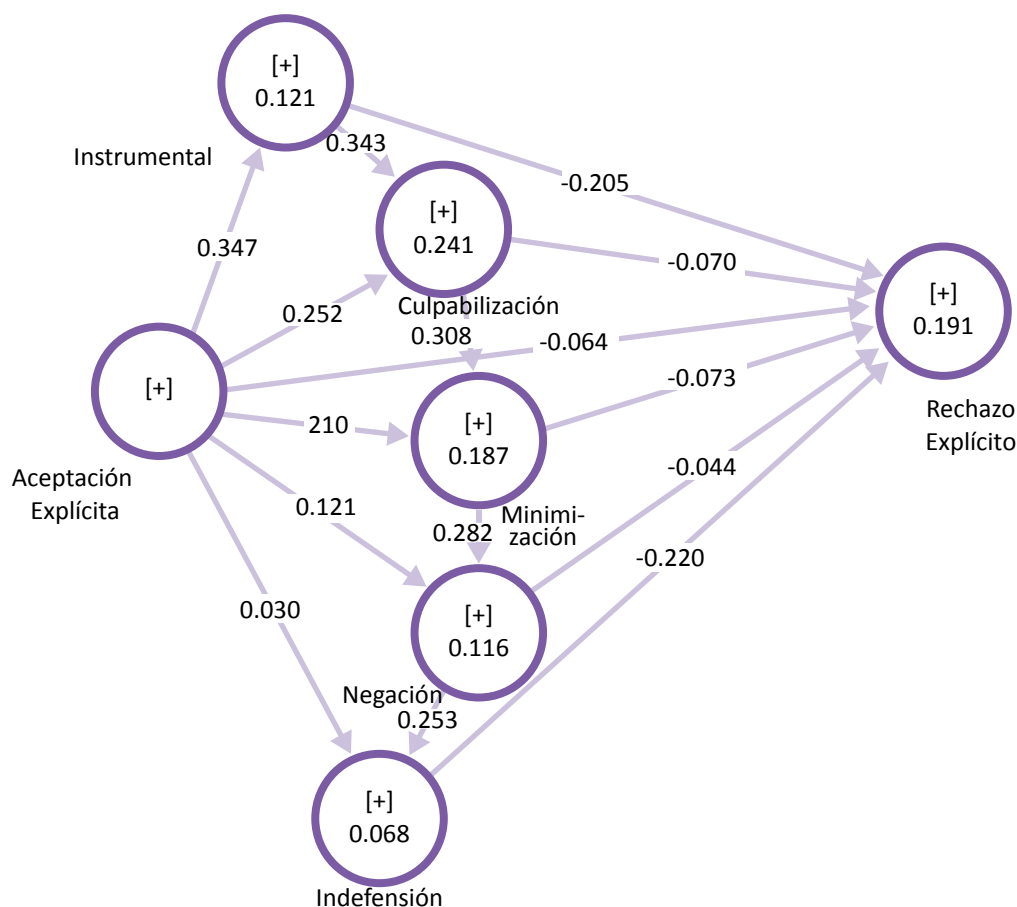 [+]
0.121
Instrumental
0.343
-0.205
[+]
0.241
0.347
-0.070
Culpabilización
0.252
0.308
-0.064
[+]
0.191
Rechazo
Explícito
[+]
Aceptación
Explícita
210
-0.073
[+]
0.187
-0.044
0.121
Minimi-
zación
0.282
-0.220
0.030
[+]
0.116
Negación
0.253
[+]
0.068
Indefensión